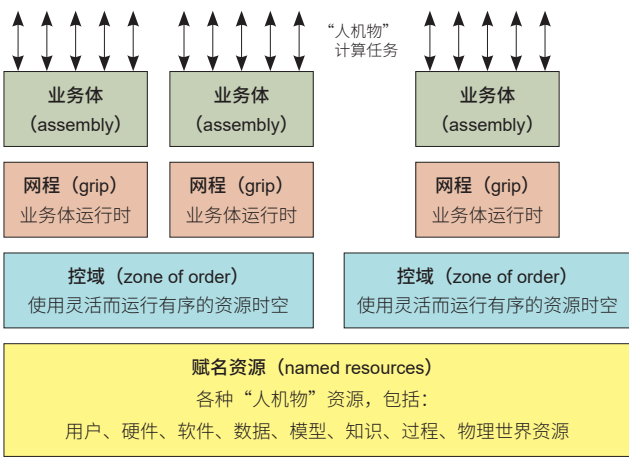 “人机物”
计算任务
业务体
（assembly）
业务体
（assembly）
业务体
（assembly）
网程（grip）
业务体运行时
网程（grip）
业务体运行时
网程（grip）
业务体运行时
控域（zone of order）
使用灵活而运行有序的资源时空
控域（zone of order）
使用灵活而运行有序的资源时空
赋名资源（named resources）
各种“人机物”资源，包括：
用户、硬件、软件、数据、模型、知识、过程、物理世界资源